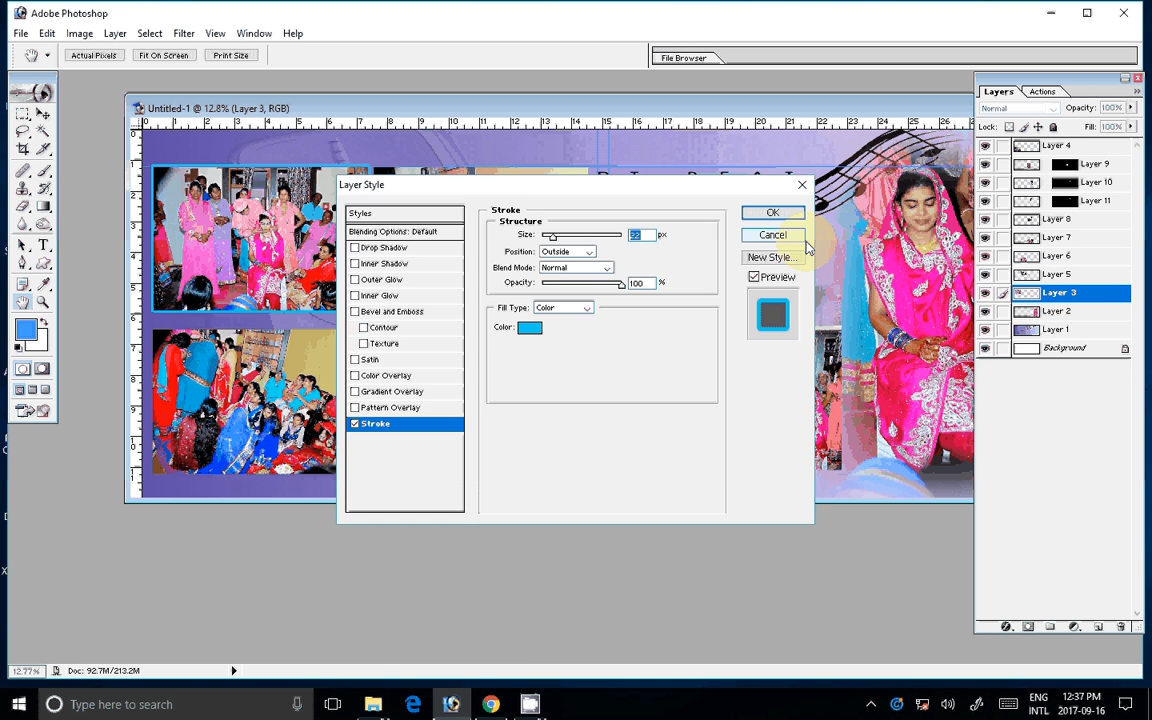 Adobe Photoshop
File Edit Image Layer Select Filter View Window Help
Actual Pixels Fit On Screen Print Size File Browser
Untitled-1 @ 12.8% (Layer 3, RGB)
Layers Actions
Normal Opacity: 100%
Lock: Fill: 100%
Layer 4
Layer 9
Layer 10
Layer 11
Layer 8
Layer 7
Layer 6
Layer 5
Layer 3
Layer 2
Layer 1
Background
Layer Style
Styles
Blending Options: Default
Drop Shadow
Inner Shadow
Outer Glow
Inner Glow
Bevel and Emboss
Contour
Texture
Satin
Color Overlay
Gradient Overlay
Pattern Overlay
Stroke
Stroke
Structure
Size: 22 px
Position: Outside
Blend Mode: Normal
Opacity: 100 %
Fill Type: Color
Color:
OK
Cancel
New Style...
Preview
12.77% Doc: 92.7M/213.2M
Type here to search
ENG
INTL
12:37 PM
2017-09-16